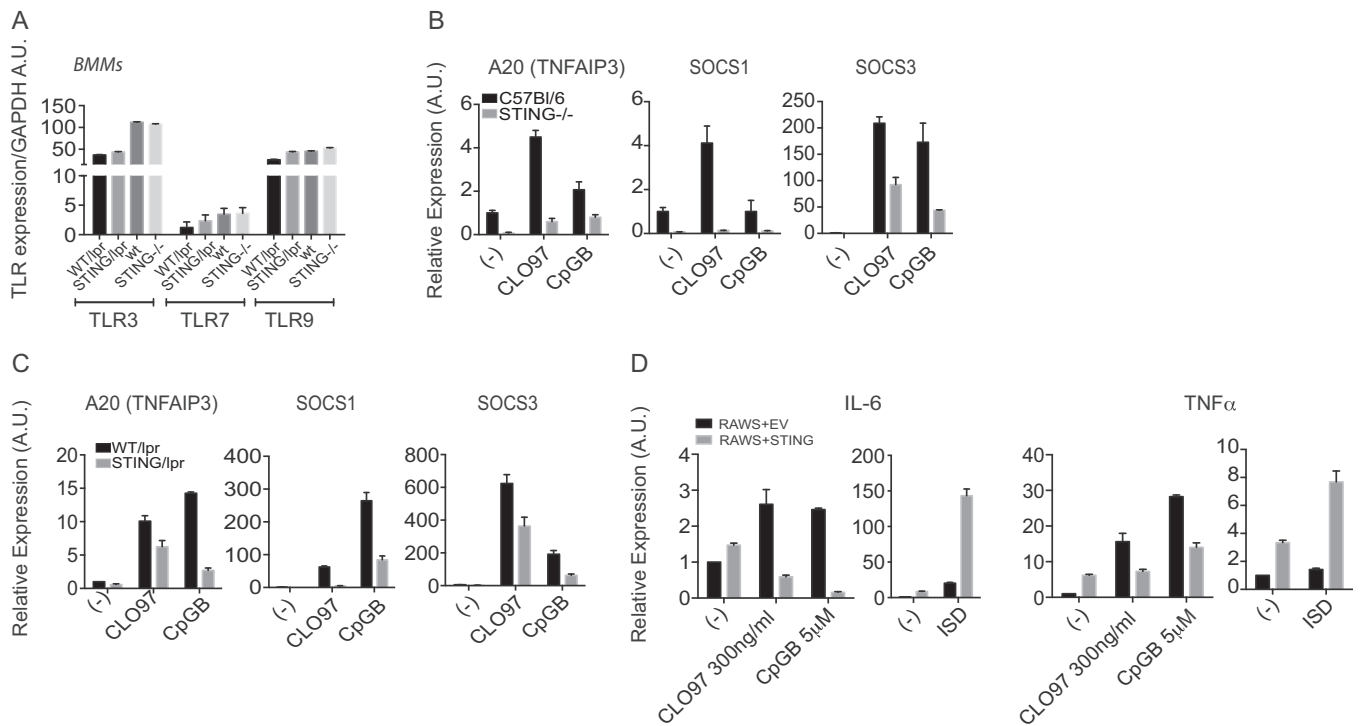 A
TLR expression/GAPDH A.U.
BMMs
150
100
50
10
5
0
WT/lpr
STING/lpr
wt
STING-/-
WT/lpr
STING/lpr
wt
STING-/-
WT/lpr
STING/lpr
wt
STING-/-
TLR3
TLR7
TLR9
B
Relative Expression (A.U.)
A20 (TNFAIP3)
C57Bl/6
STING-/-
6
4
2
0
(-)
CLO97
CpGB
SOCS1
6
4
2
0
(-)
CLO97
CpGB
SOCS3
250
200
150
100
50
0
(-)
CLO97
CpGB
C
Relative Expression (A.U.)
A20 (TNFAIP3)
WT/lpr
STING/lpr
20
15
10
5
0
(-)
CLO97
CpGB
SOCS1
400
300
200
100
0
(-)
CLO97
CpGB
SOCS3
800
600
400
200
0
(-)
CLO97
CpGB
D
Relative Expression (A.U.)
IL-6
RAWS+EV
RAWS+STING
4
3
2
1
0
(-)
CLO97 300ng/ml
CpGB 5μM
200
150
100
50
0
(-)
ISD
TNFα
40
30
20
10
0
(-)
CLO97 300ng/ml
CpGB 5μM
10
8
6
4
2
0
(-)
ISD